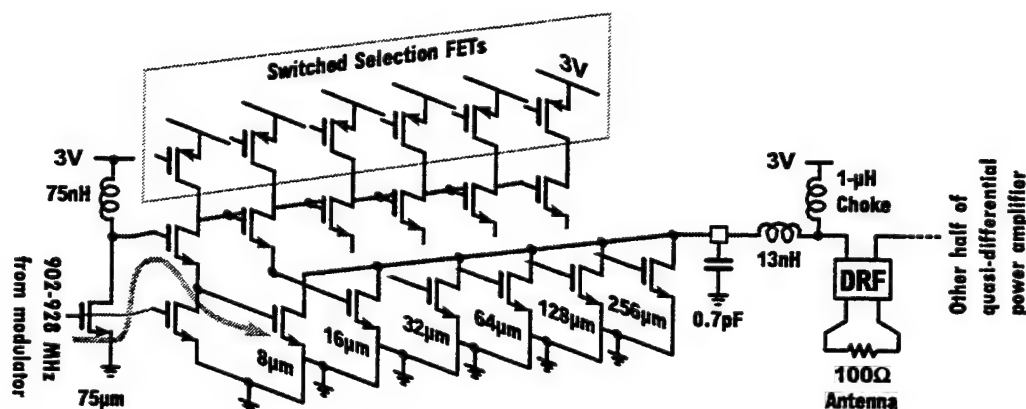 Switched Selection FETs
3V
3V
75nH
902-928 MHz
from modulator
75µm
8µm
16µm
32µm
64µm
128µm
256µm
0.7pF
13nH
3V
1-µH
Choke
DRF
100Ω
Antenna
Other half of
quasi-differential
power amplifier